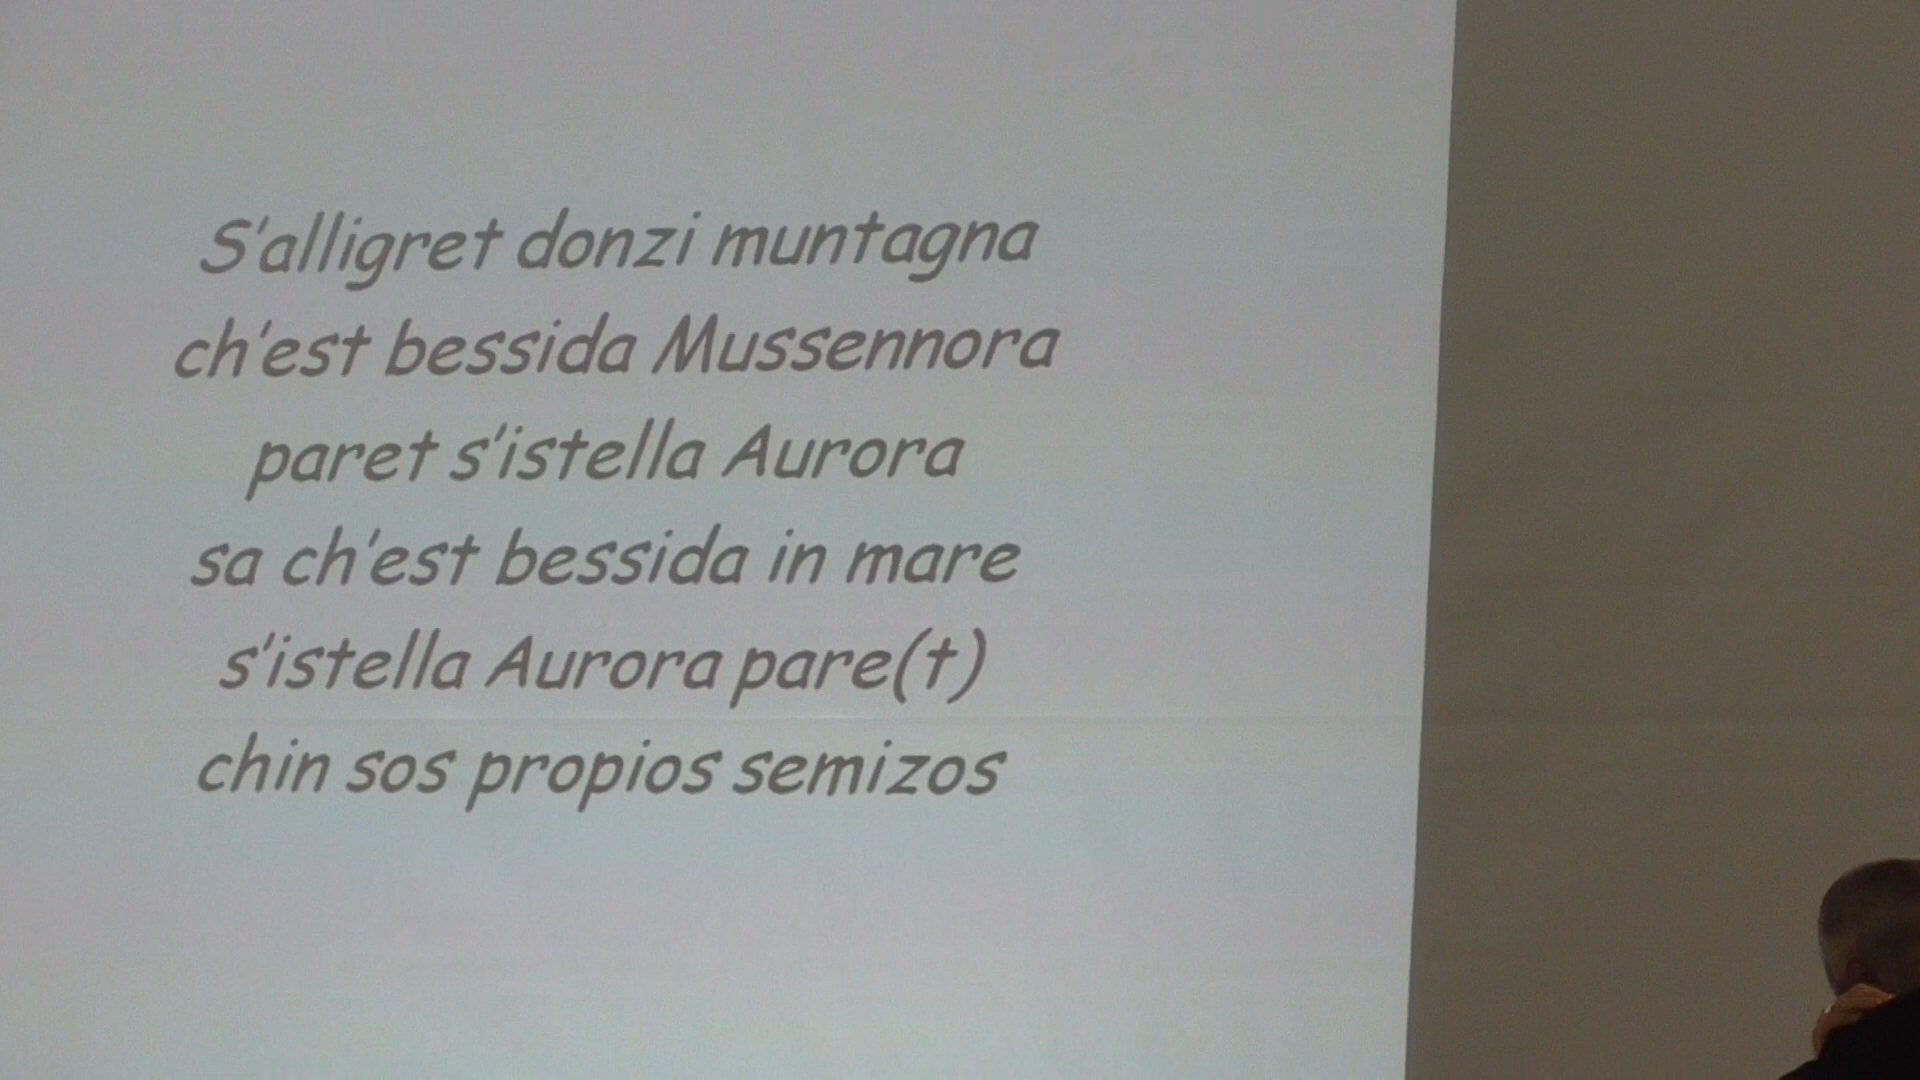 S'alligret donzi muntagna
ch'est bessida Mussennora
paret s'istella Aurora
sa ch'est bessida in mare
s'istella Aurora pare(t)
chin sos propios semizos